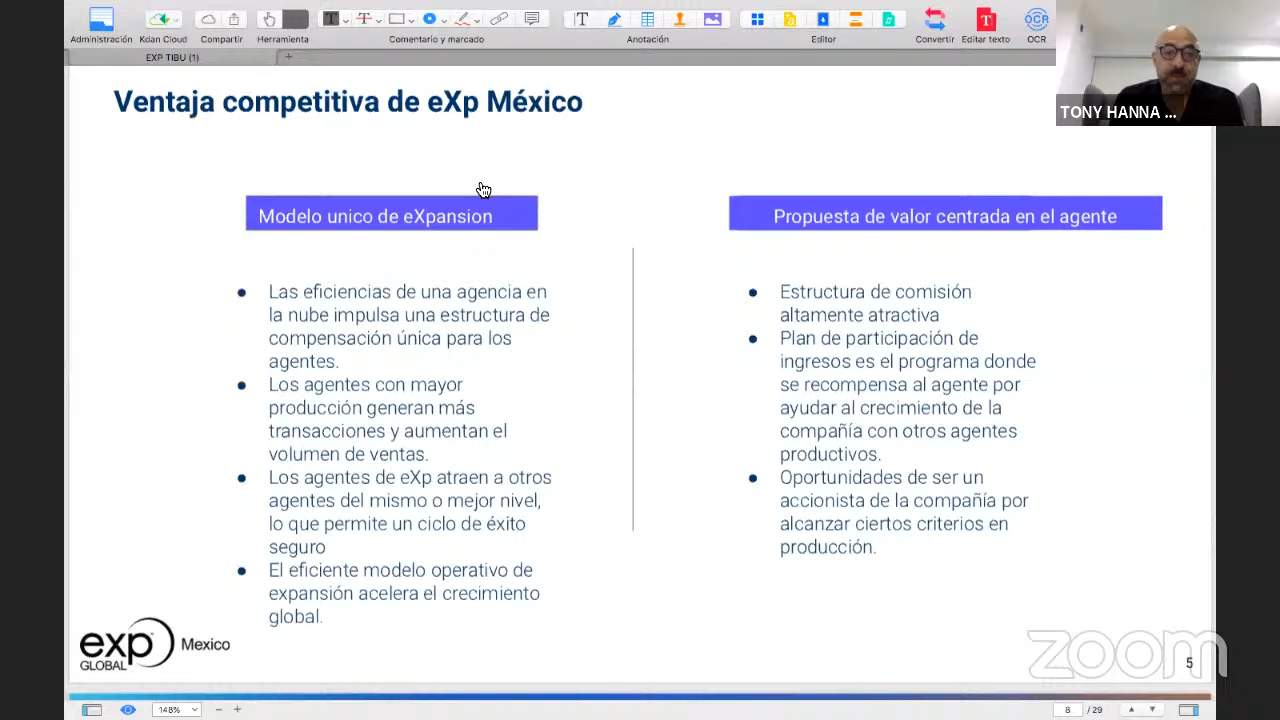 Administración
Kdan Cloud
Compartir
Herramienta
Comentario y marcado
Anotación
Editor
Convertir
Editar texto
OCR
EXP TIBU (1)
TONY HANNA ...
Ventaja competitiva de eXp México
Modelo unico de eXpansion
Las eficiencias de una agencia en
la nube impulsa una estructura de
compensación única para los
agentes.
Los agentes con mayor
producción generan más
transacciones y aumentan el
volumen de ventas.
Los agentes de eXp atraen a otros
agentes del mismo o mejor nivel,
lo que permite un ciclo de éxito
seguro
El eficiente modelo operativo de
expansión acelera el crecimiento
global.
Propuesta de valor centrada en el agente
Estructura de comisión
altamente atractiva
Plan de participación de
ingresos es el programa donde
se recompensa al agente por
ayudar al crecimiento de la
compañía con otros agentes
productivos.
Oportunidades de ser un
accionista de la compañía por
alcanzar ciertos criterios en
producción.
exp
GLOBAL
Mexico
zoom
5
148%
8 / 29